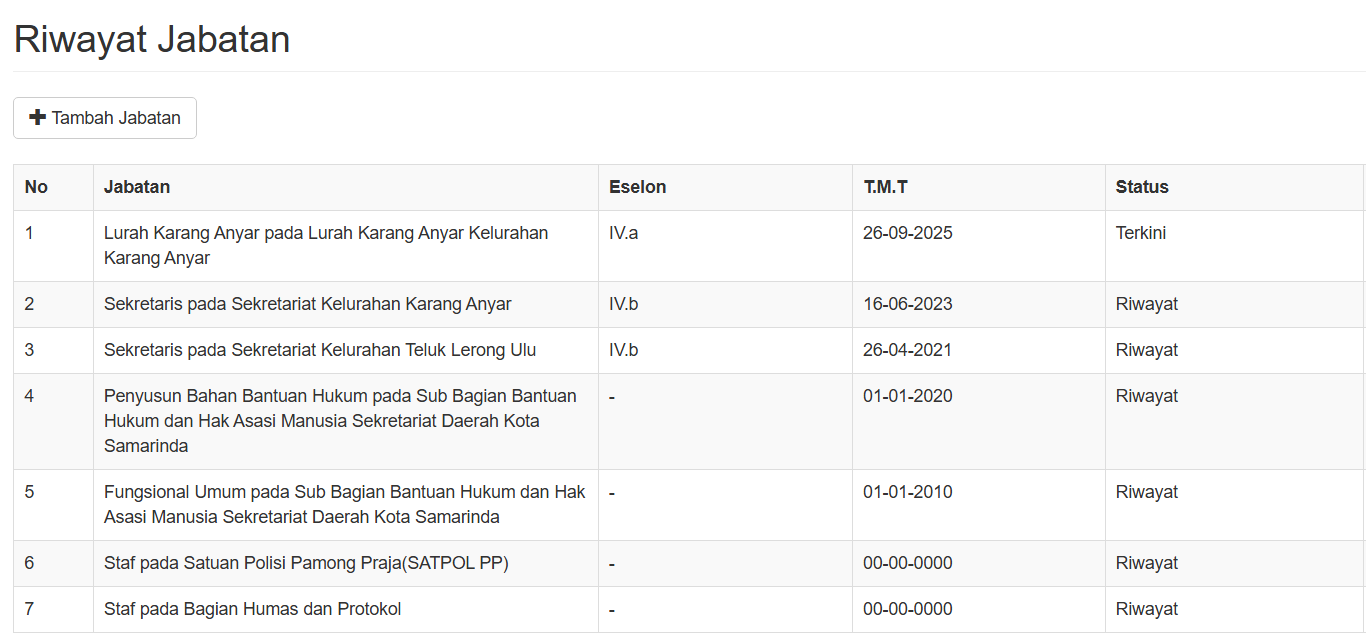 Riwayat Jabatan
Tambah Jabatan
No Jabatan Eselon T.M.T Status
1 Lurah Karang Anyar pada Lurah Karang Anyar Kelurahan IV.a 26-09-2025 Terkini
Karang Anyar
2 Sekretaris pada Sekretariat Kelurahan Karang Anyar IV.b 16-06-2023 Riwayat
3 Sekretaris pada Sekretariat Kelurahan Teluk Lerong Ulu IV.b 26-04-2021 Riwayat
4 Penyusun Bahan Bantuan Hukum pada Sub Bagian Bantuan - 01-01-2020 Riwayat
Hukum dan Hak Asasi Manusia Sekretariat Daerah Kota
Samarinda
5 Fungsional Umum pada Sub Bagian Bantuan Hukum dan Hak - 01-01-2010 Riwayat
Asasi Manusia Sekretariat Daerah Kota Samarinda
6 Staf pada Satuan Polisi Pamong Praja(SATPOL PP) - 00-00-0000 Riwayat
7 Staf pada Bagian Humas dan Protokol - 00-00-0000 Riwayat